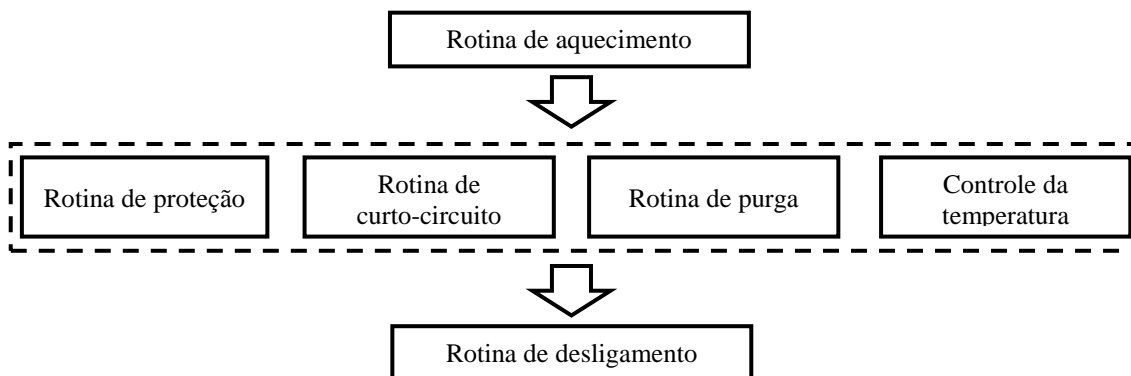 Rotina de aquecimento
Rotina de proteção
Rotina de
curto-circuito
Rotina de purga
Controle da
temperatura
Rotina de desligamento